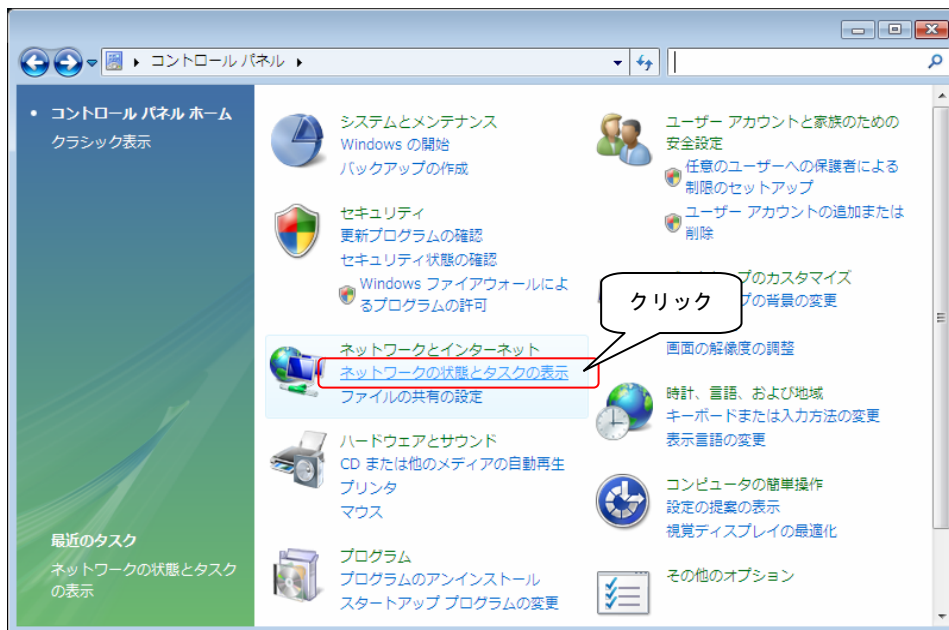 コントロール パネル
コントロール パネル ホーム
クラシック表示
最近のタスク
ネットワークの状態とタスク
の表示
システムとメンテナンス
Windows の開始
バックアップの作成
セキュリティ
更新プログラムの確認
セキュリティ状態の確認
Windows ファイアウォールによ
るプログラムの許可
ネットワークとインターネット
ネットワークの状態とタスクの表示
ファイルの共有の設定
ハードウェアとサウンド
CD または他のメディアの自動再生
プリンタ
マウス
プログラム
プログラムのアンインストール
スタートアップ プログラムの変更
ユーザー アカウントと家族のための
安全設定
任意のユーザーへの保護者による
制限のセットアップ
ユーザー アカウントの追加または
削除
クリック
プのカスタマイズ
プの背景の変更
画面の解像度の調整
時計、言語、および地域
キーボードまたは入力方法の変更
表示言語の変更
コンピュータの簡単操作
設定の提案の表示
視覚ディスプレイの最適化
その他のオプション